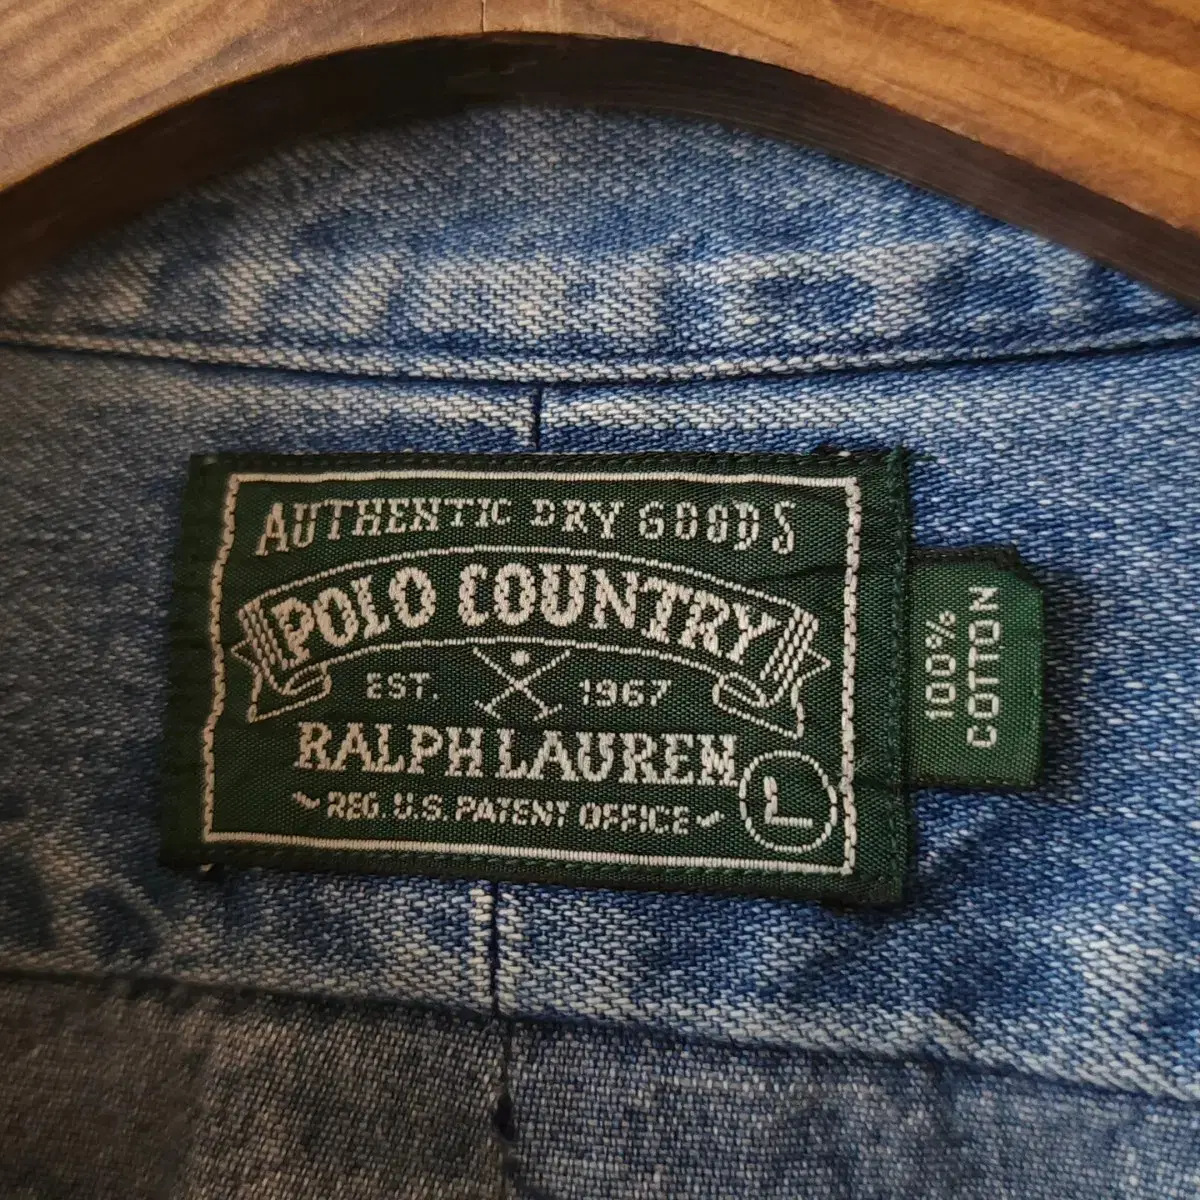 AUTHENTIC DRY GOODS
POLO COUNTRY
EST. 1967
RALPH LAUREN
~ REG. U.S. PATENT OFFICE ~
L
100%
COTTON